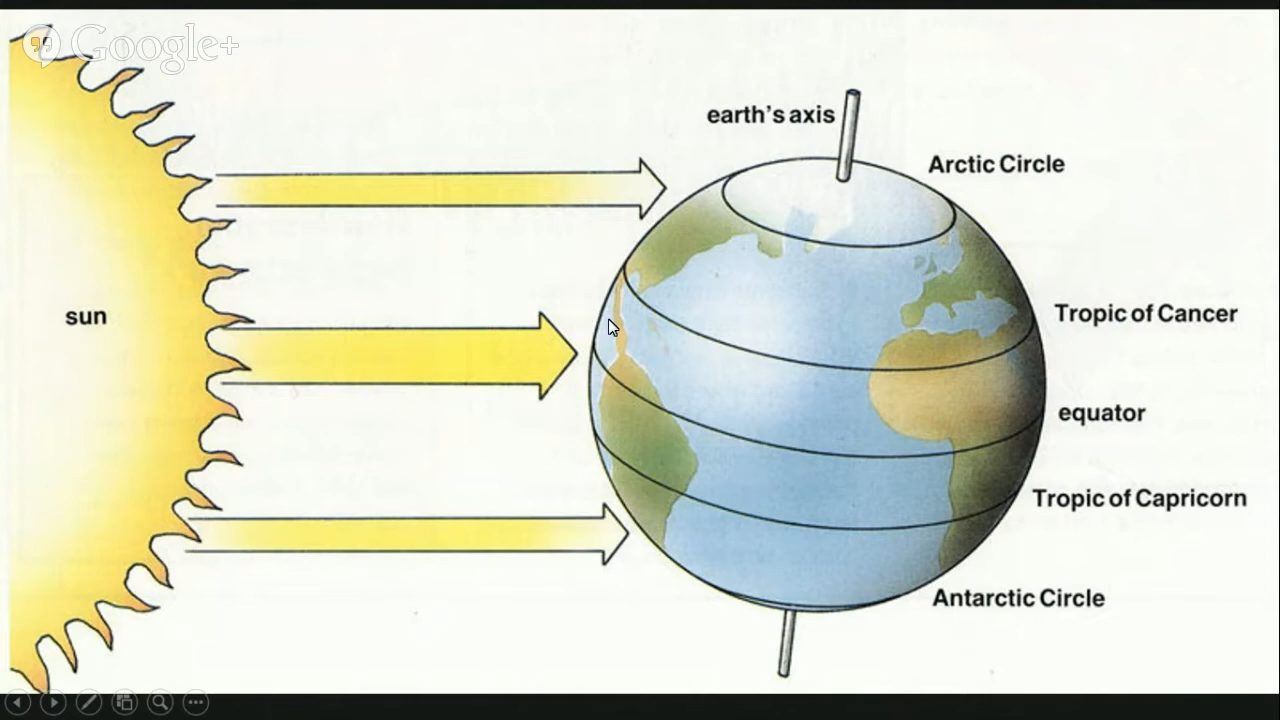 Google+
earth's axis
Arctic Circle
sun
Tropic of Cancer
equator
Tropic of Capricorn
Antarctic Circle